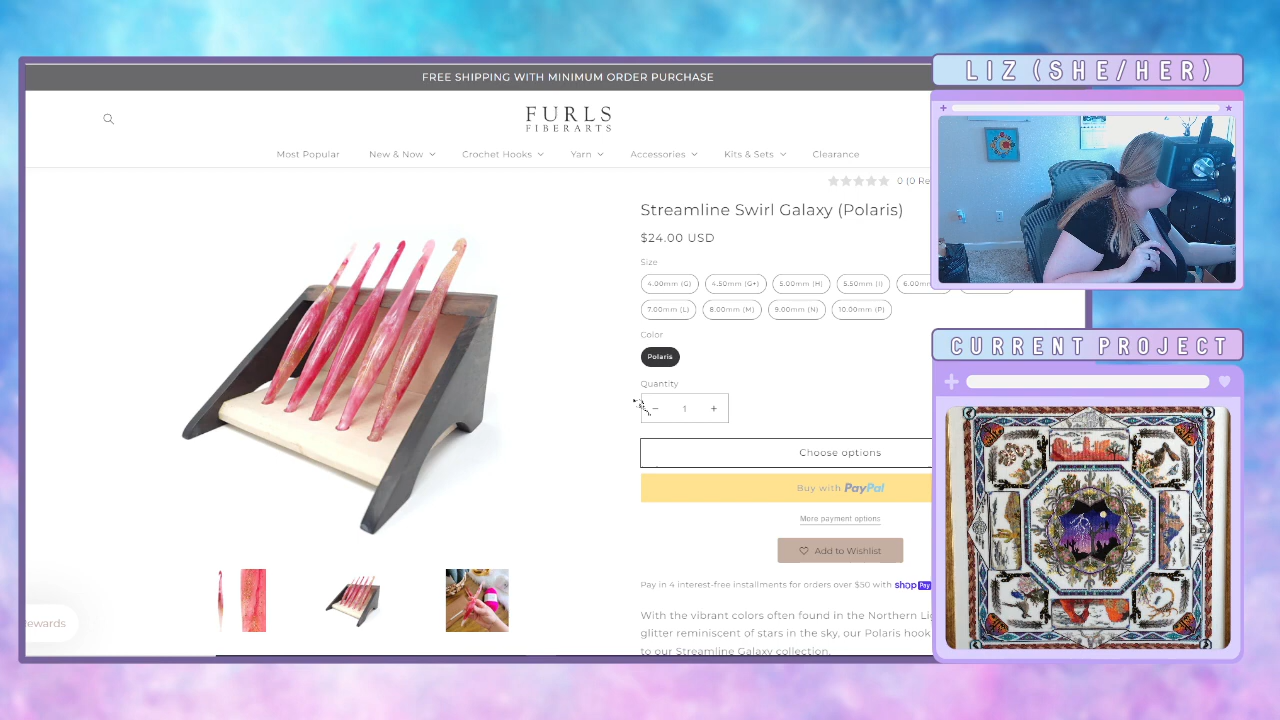 LIZ (SHE/HER)
FREE SHIPPING WITH MINIMUM ORDER PURCHASE
FURLS
FIBERARTS
Most Popular New & Now Crochet Hooks Yarn Accessories Kits & Sets Clearance
0 (0 Re
Streamline Swirl Galaxy (Polaris)
$24.00 USD
Size
4.00mm (G) 4.50mm (G+) 5.00mm (H) 5.50mm (I) 6.00mm
7.00mm (L) 8.00mm (M) 9.00mm (N) 10.00mm (P)
Color
Polaris
Quantity
− 1 +
Choose options
Buy with PayPal
More payment options
Add to Wishlist
Pay in 4 interest-free installments for orders over $50 with shop Pay
With the vibrant colors often found in the Northern Lig
glitter reminiscent of stars in the sky, our Polaris hook
to our Streamline Galaxy collection.
ewards
CURRENT PROJECT